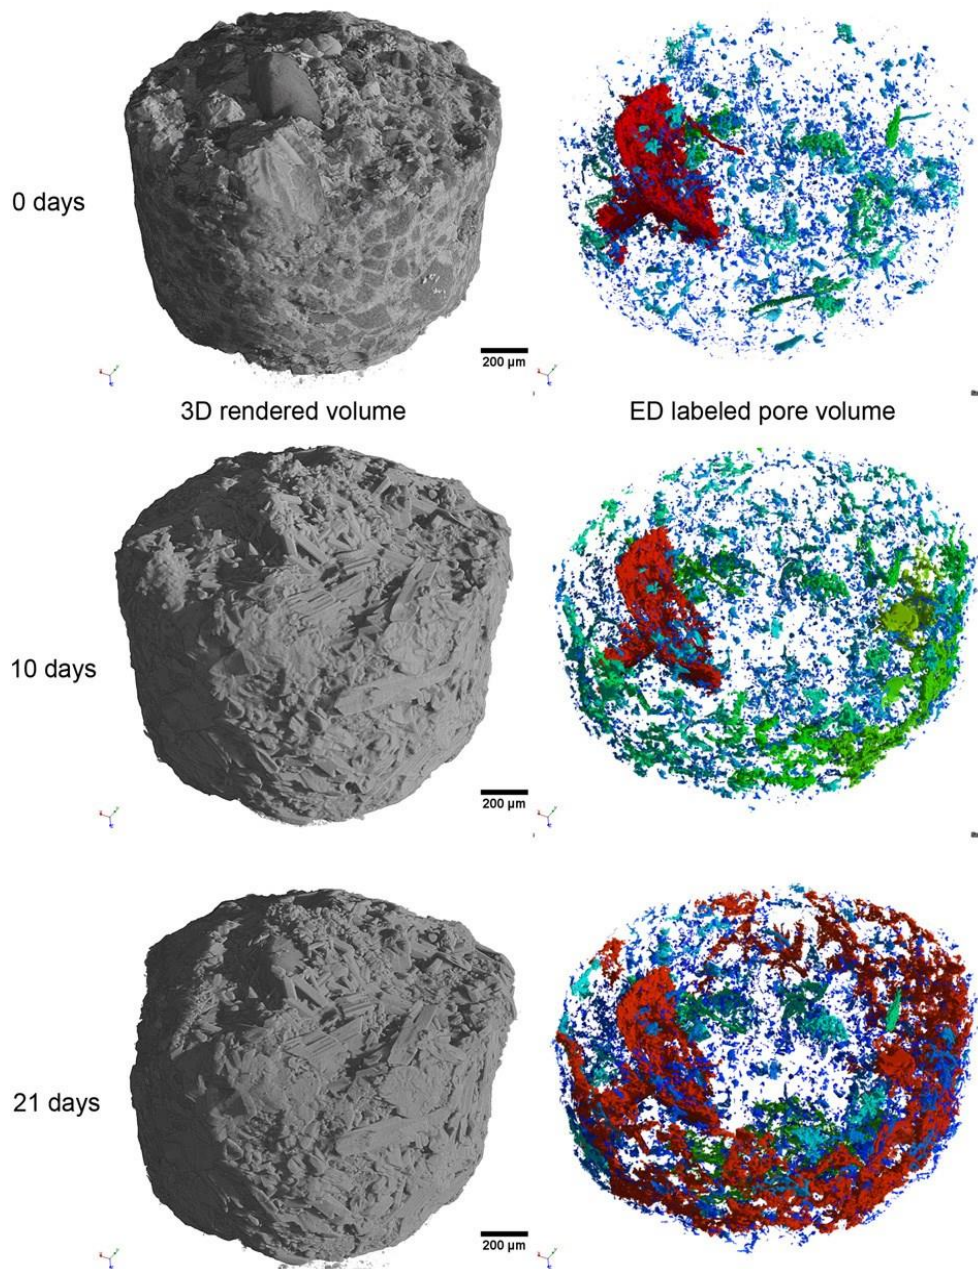 0 days
200 µm
3D rendered volume
ED labeled pore volume
10 days
200 µm
21 days
200 µm